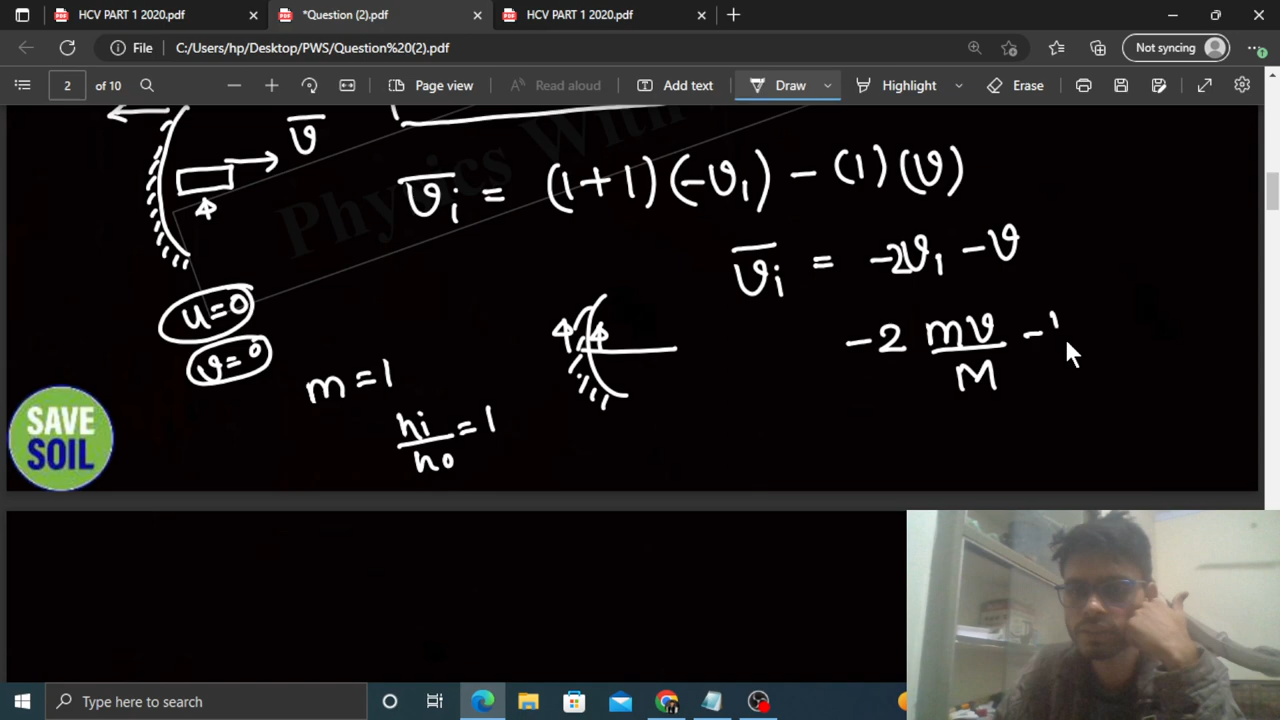 HCV PART 1 2020.pdf
*Question (2).pdf
HCV PART 1 2020.pdf
File
C:/Users/hp/Desktop/PWS/Question%20(2).pdf
Not syncing
2
of 10
Page view
Read aloud
Add text
Draw
Highlight
Erase
Physics With
v̅
v̅i = (1+1)(-v1) - (1)(v)
v̅i = -2v1 - v
-2 mv/M -
u=0
v=0
m = 1
hi/ho = 1
SAVE
SOIL
Type here to search